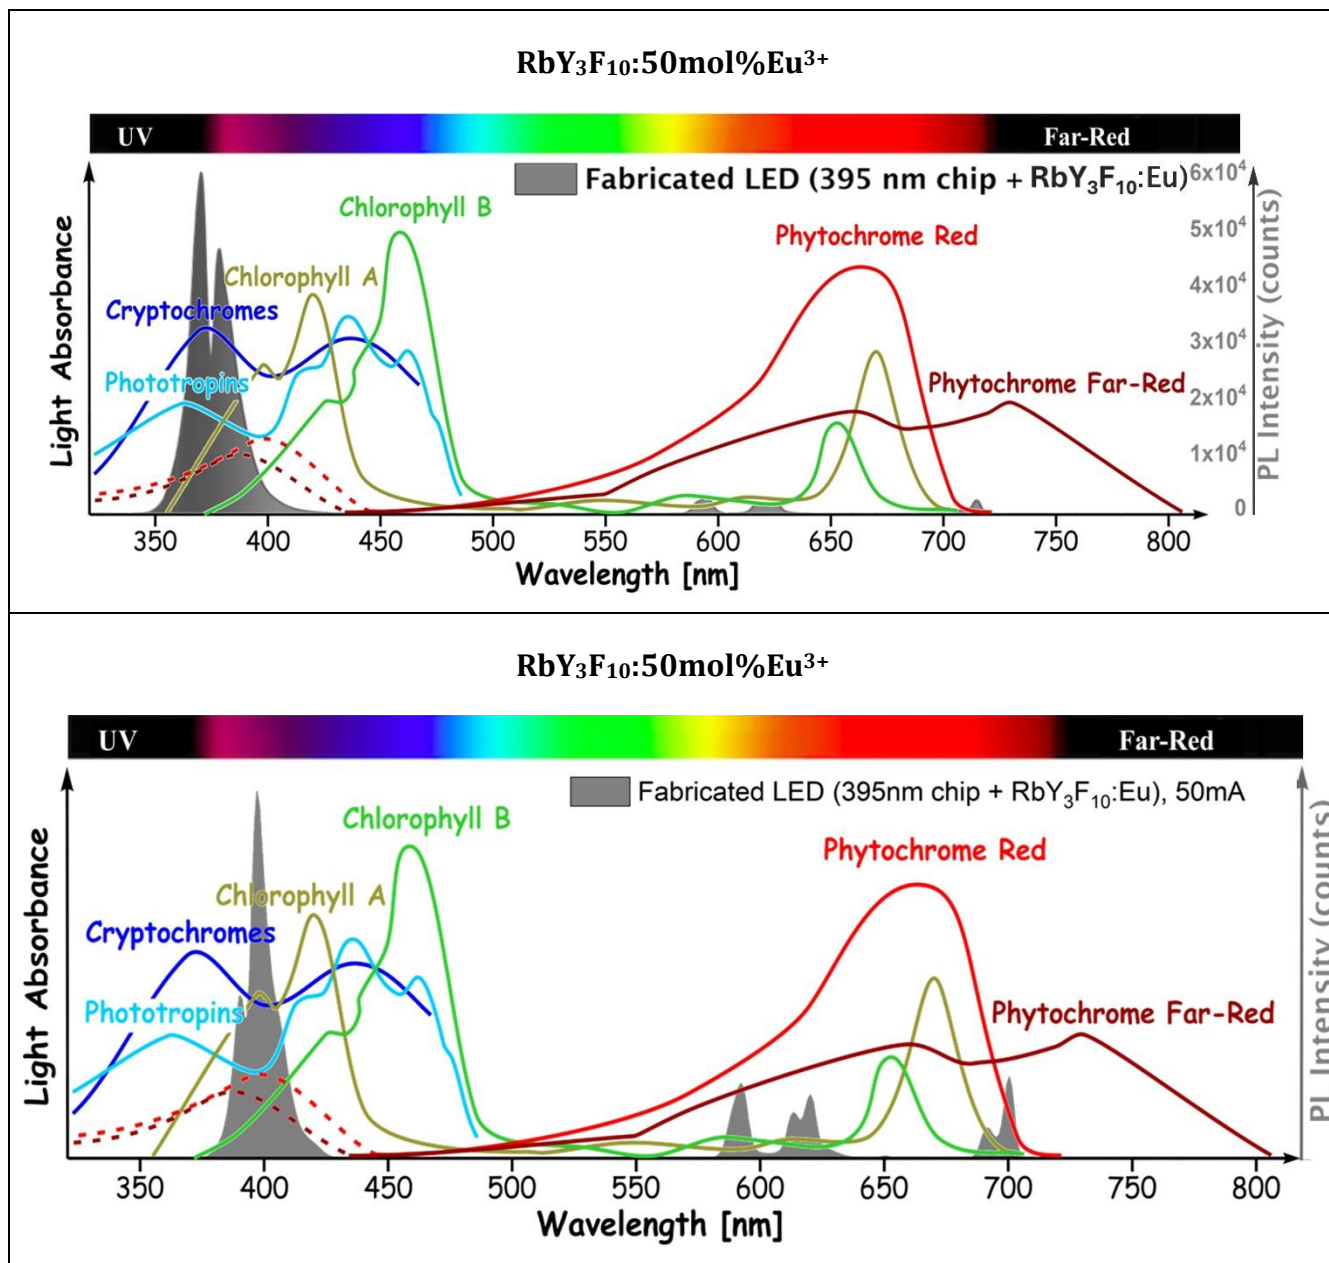 RbY₃F₁₀:50mol%Eu³⁺
UV
Far-Red
Fabricated LED (395 nm chip + RbY₃F₁₀:Eu)
6x10⁴
5x10⁴
4x10⁴
3x10⁴
2x10⁴
1x10⁴
0
PL Intensity (counts)
Light Absorbance
Chlorophyll B
Phytochrome Red
Chlorophyll A
Cryptochromes
Phototropins
Phytochrome Far-Red
350 400 450 500 550 600 650 700 750 800
Wavelength [nm]
RbY₃F₁₀:50mol%Eu³⁺
UV
Far-Red
Fabricated LED (395nm chip + RbY₃F₁₀:Eu), 50mA
PL Intensity (counts)
Light Absorbance
Chlorophyll B
Phytochrome Red
Chlorophyll A
Cryptochromes
Phototropins
Phytochrome Far-Red
350 400 450 500 550 600 650 700 750 800
Wavelength [nm]